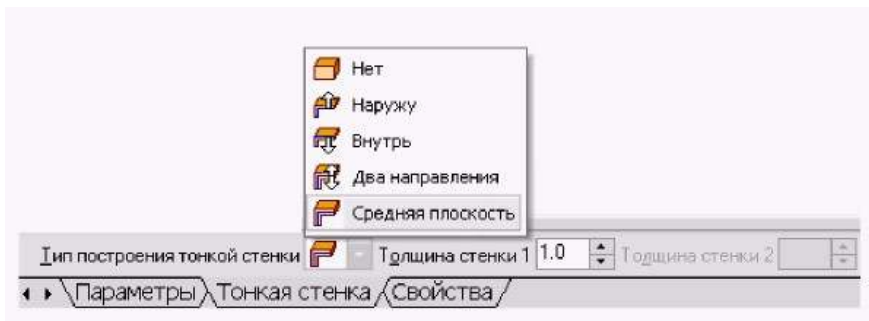 Нет
Наружу
Внутрь
Два направления
Средняя плоскость
Тип построения тонкой стенки Толщина стенки 1 1.0 Толщина стенки 2
Параметры Тонкая стенка Свойства